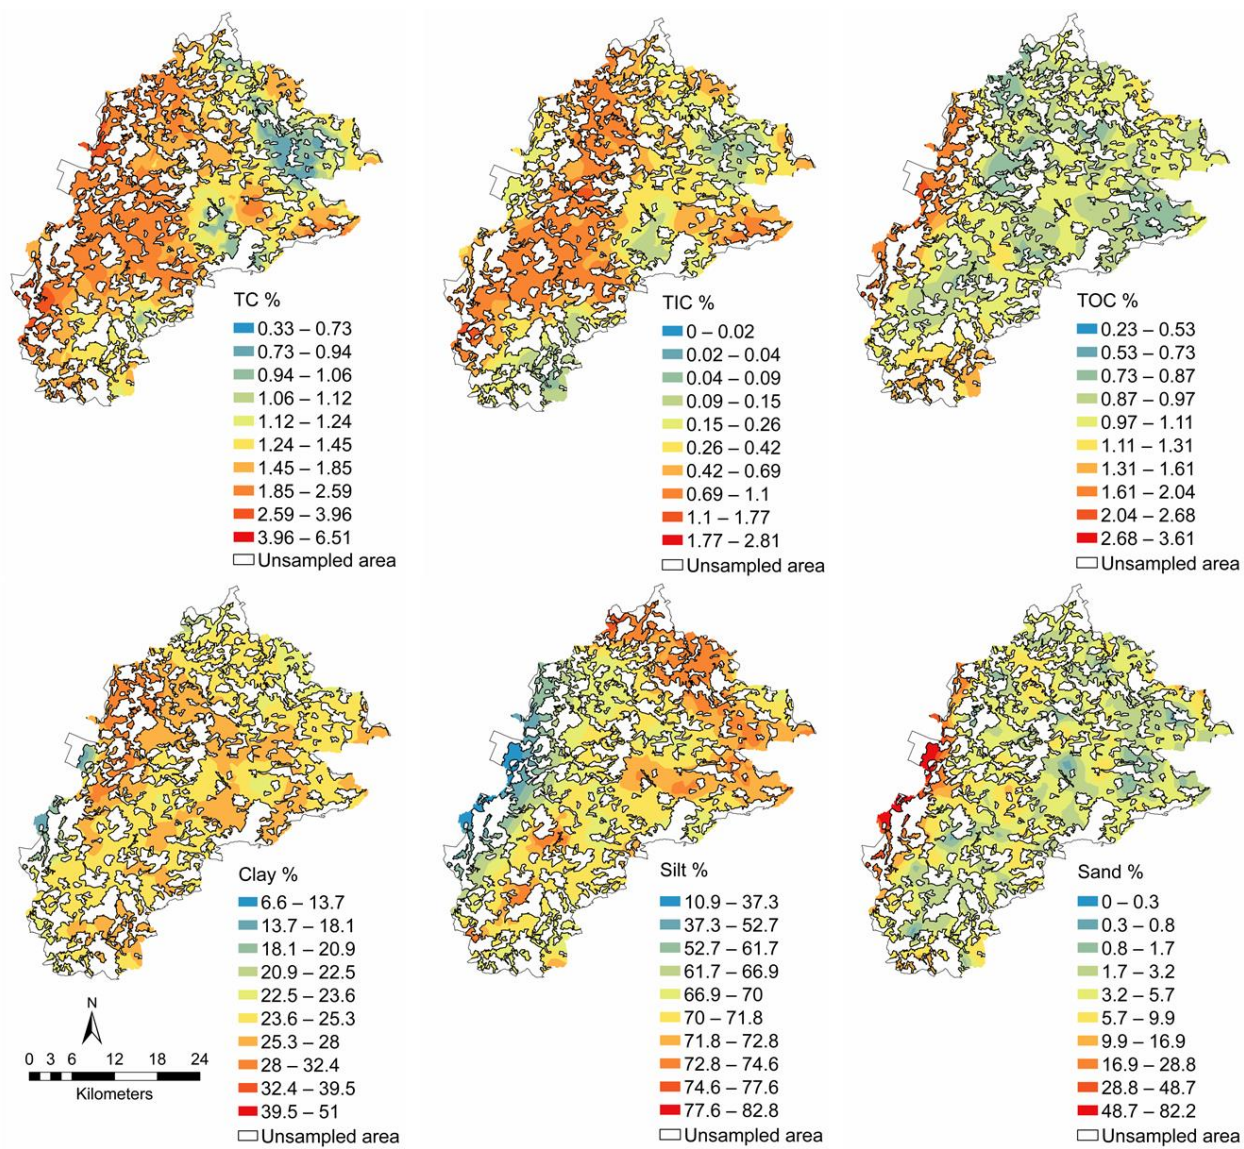 TC %
0.33 – 0.73
0.73 – 0.94
0.94 – 1.06
1.06 – 1.12
1.12 – 1.24
1.24 – 1.45
1.45 – 1.85
1.85 – 2.59
2.59 – 3.96
3.96 – 6.51
Unsampled area
TIC %
0 – 0.02
0.02 – 0.04
0.04 – 0.09
0.09 – 0.15
0.15 – 0.26
0.26 – 0.42
0.42 – 0.69
0.69 – 1.1
1.1 – 1.77
1.77 – 2.81
Unsampled area
TOC %
0.23 – 0.53
0.53 – 0.73
0.73 – 0.87
0.87 – 0.97
0.97 – 1.11
1.11 – 1.31
1.31 – 1.61
1.61 – 2.04
2.04 – 2.68
2.68 – 3.61
Unsampled area
Clay %
6.6 – 13.7
13.7 – 18.1
18.1 – 20.9
20.9 – 22.5
22.5 – 23.6
23.6 – 25.3
25.3 – 28
28 – 32.4
32.4 – 39.5
39.5 – 51
Unsampled area
N
0 3 6 12 18 24
Kilometers
Silt %
10.9 – 37.3
37.3 – 52.7
52.7 – 61.7
61.7 – 66.9
66.9 – 70
70 – 71.8
71.8 – 72.8
72.8 – 74.6
74.6 – 77.6
77.6 – 82.8
Unsampled area
Sand %
0 – 0.3
0.3 – 0.8
0.8 – 1.7
1.7 – 3.2
3.2 – 5.7
5.7 – 9.9
9.9 – 16.9
16.9 – 28.8
28.8 – 48.7
48.7 – 82.2
Unsampled area